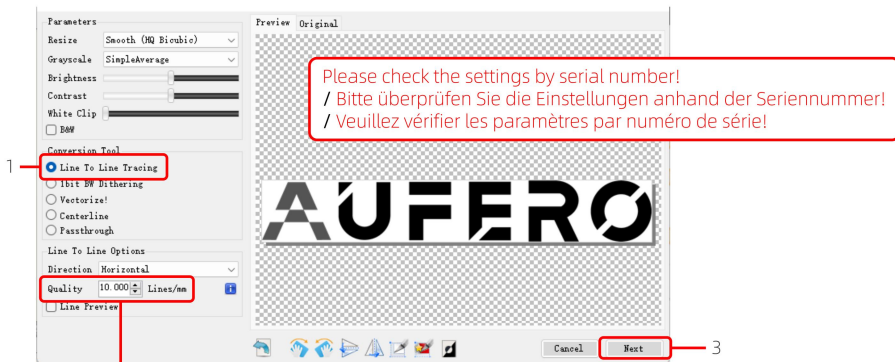 Parameters
Resize Smooth (HQ Bicubic)
Grayscale SimpleAverage
Brightness
Contrast
White Clip
B&W
Conversion Tool
1
Line To Line Tracing
1bit BW Dithering
Vectorize!
Centerline
Passthrough
Line To Line Options
Direction Horizontal
Quality 10.000 Lines/mm
Line Preview
Preview Original
Please check the settings by serial number!
/ Bitte überprüfen Sie die Einstellungen anhand der Seriennummer!
/ Veuillez vérifier les paramètres par numéro de série!
AUFERO
Cancel Next
3